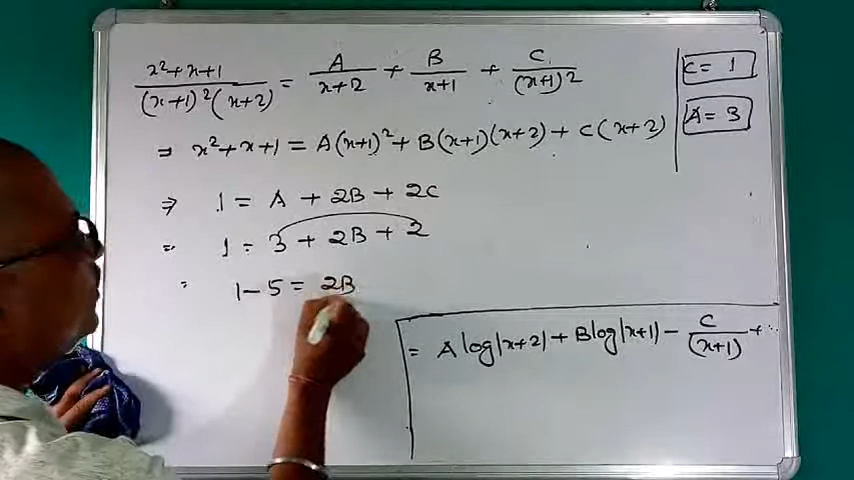 x²+x+1 / (x+1)²(x+2) = A / x+2 + B / x+1 + C / (x+1)²
⇒ x²+x+1 = A(x+1)² + B(x+1)(x+2) + C(x+2)
⇒ 1 = A + 2B + 2C
= 1 = 3 + 2B + 2
= 1 - 5 = 2B
C = 1
A = 3
= A log|x+2| + B log|x+1| - C / (x+1) + ..